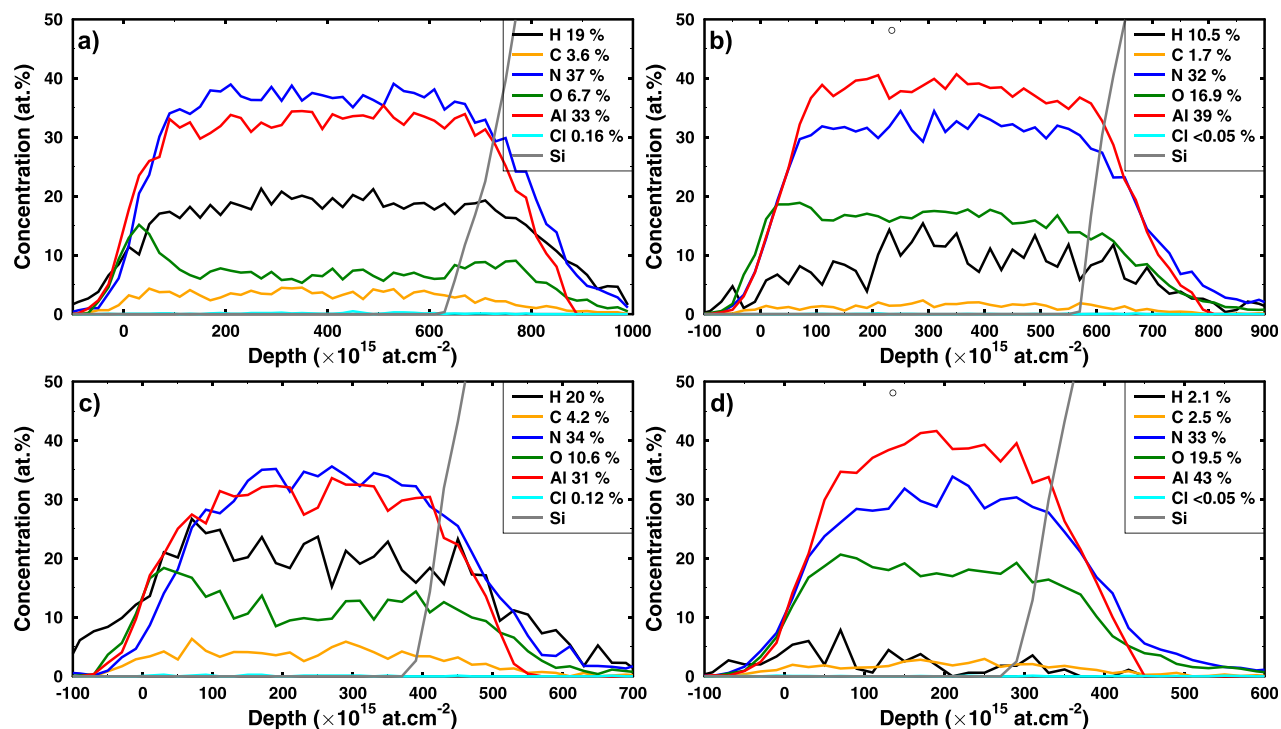 a)
50
40
30
20
10
0
Concentration (at.%)
0
200
400
600
800
1000
Depth (×10^15 at.cm^-2)
H 19 %
C 3.6 %
N 37 %
O 6.7 %
Al 33 %
Cl 0.16 %
Si
b)
50
40
30
20
10
0
Concentration (at.%)
-100
0
100
200
300
400
500
600
700
800
900
Depth (×10^15 at.cm^-2)
H 10.5 %
C 1.7 %
N 32 %
O 16.9 %
Al 39 %
Cl <0.05 %
Si
c)
50
40
30
20
10
0
Concentration (at.%)
-100
0
100
200
300
400
500
600
700
Depth (×10^15 at.cm^-2)
H 20 %
C 4.2 %
N 34 %
O 10.6 %
Al 31 %
Cl 0.12 %
Si
d)
50
40
30
20
10
0
Concentration (at.%)
-100
0
100
200
300
400
500
600
Depth (×10^15 at.cm^-2)
H 2.1 %
C 2.5 %
N 33 %
O 19.5 %
Al 43 %
Cl <0.05 %
Si